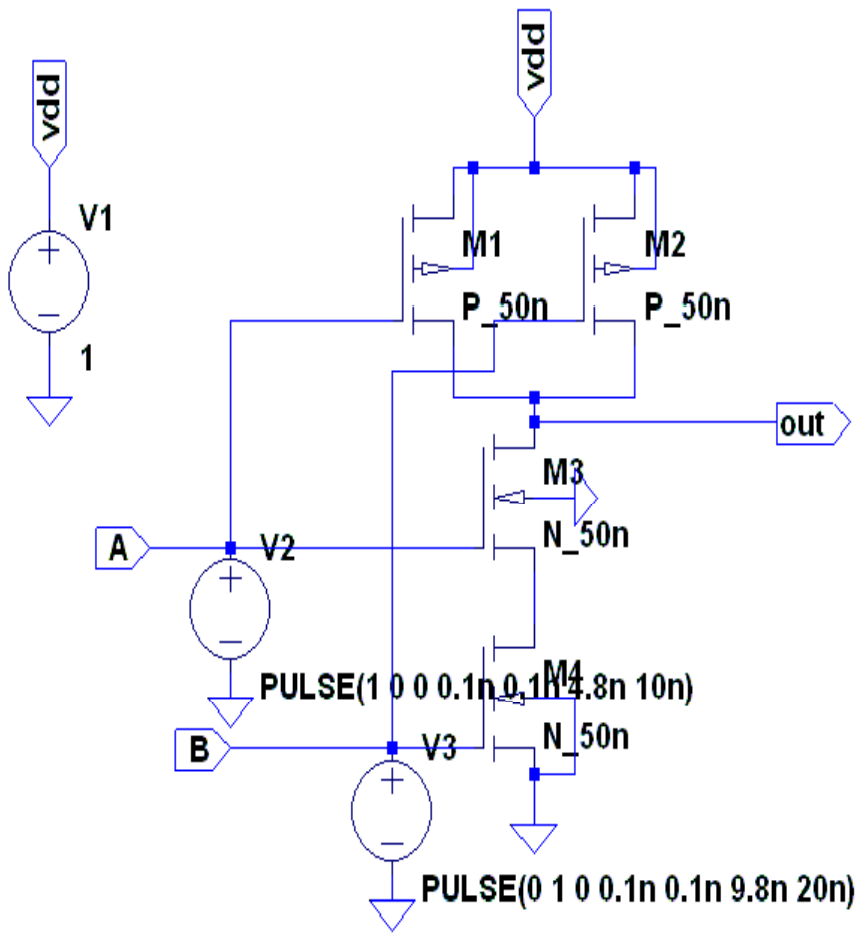 vdd
vdd
V1
M1
M2
P_50n
P_50n
1
out
M3
N_50n
A
V2
M4
PULSE(1 0 0 0.1n 0.1n 4.8n 10n)
N_50n
B
V3
PULSE(0 1 0 0.1n 0.1n 9.8n 20n)